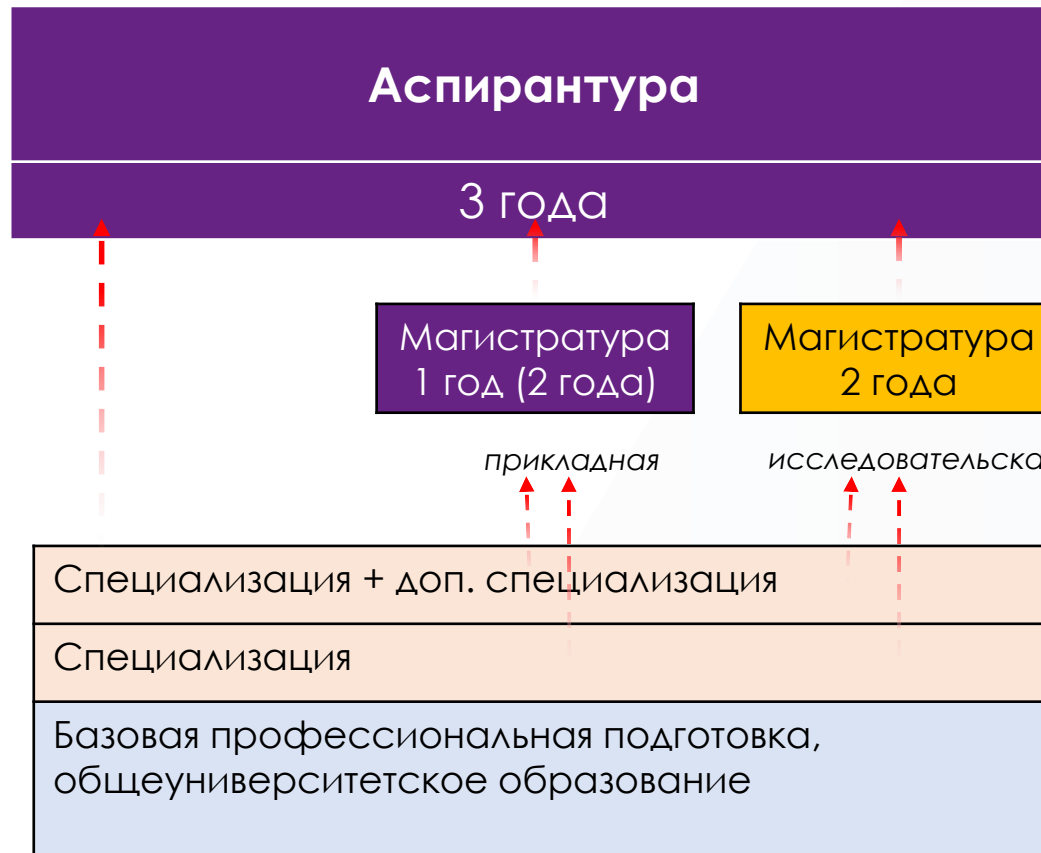 Аспирантура
3 года
Магистратура
1 год (2 года)
Магистратура
2 года
прикладная
исследовательска
Специализация + доп. специализация
Специализация
Базовая профессиональная подготовка,
общеуниверситетское образование